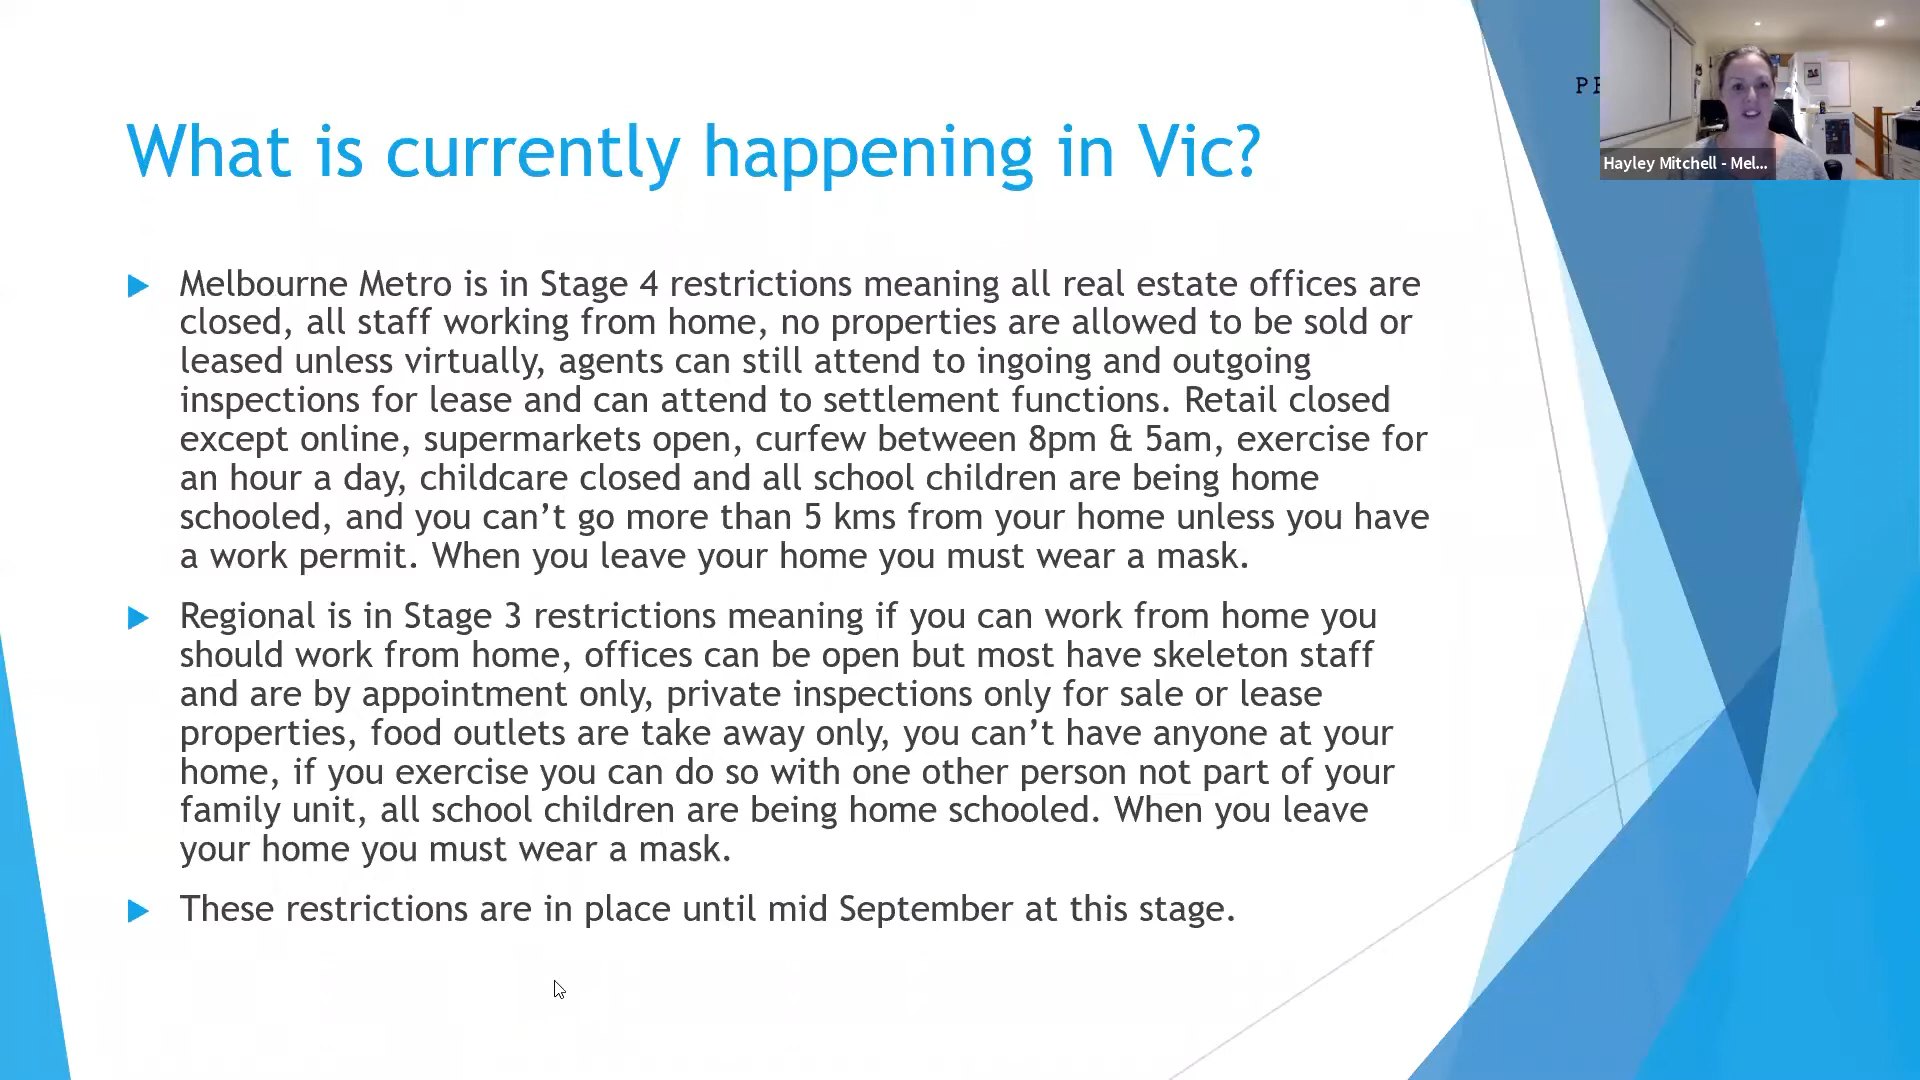 What is currently happening in Vic?
Melbourne Metro is in Stage 4 restrictions meaning all real estate offices are
closed, all staff working from home, no properties are allowed to be sold or
leased unless virtually, agents can still attend to ingoing and outgoing
inspections for lease and can attend to settlement functions. Retail closed
except online, supermarkets open, curfew between 8pm & 5am, exercise for
an hour a day, childcare closed and all school children are being home
schooled, and you can’t go more than 5 kms from your home unless you have
a work permit. When you leave your home you must wear a mask.
Regional is in Stage 3 restrictions meaning if you can work from home you
should work from home, offices can be open but most have skeleton staff
and are by appointment only, private inspections only for sale or lease
properties, food outlets are take away only, you can’t have anyone at your
home, if you exercise you can do so with one other person not part of your
family unit, all school children are being home schooled. When you leave
your home you must wear a mask.
These restrictions are in place until mid September at this stage.
Hayley Mitchell - Mel...